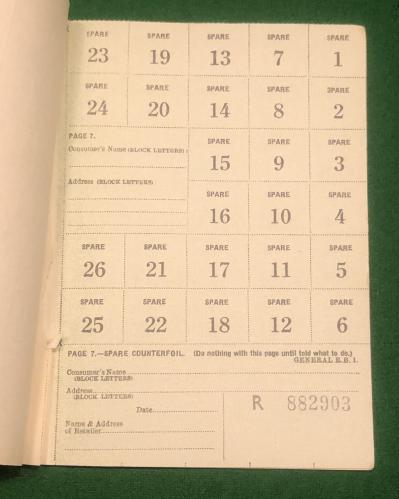 SPARE SPARE SPARE SPARE SPARE
23 19 13 7 1
SPARE SPARE SPARE SPARE SPARE
24 20 14 8 2
PAGE 7.
Consumer's Name (BLOCK LETTERS) :
Address (BLOCK LETTERS)
SPARE SPARE SPARE
15 9 3
SPARE SPARE SPARE
16 10 4
SPARE SPARE SPARE SPARE SPARE
26 21 17 11 5
SPARE SPARE SPARE SPARE SPARE
25 22 18 12 6
PAGE 7.—SPARE COUNTERFOIL. (Do nothing with this page until told what to do.)
GENERAL R.B. 1.
Consumer's Name
(BLOCK LETTERS)
Address
(BLOCK LETTERS)
Date
Name & Address
of Retailer
R 882903